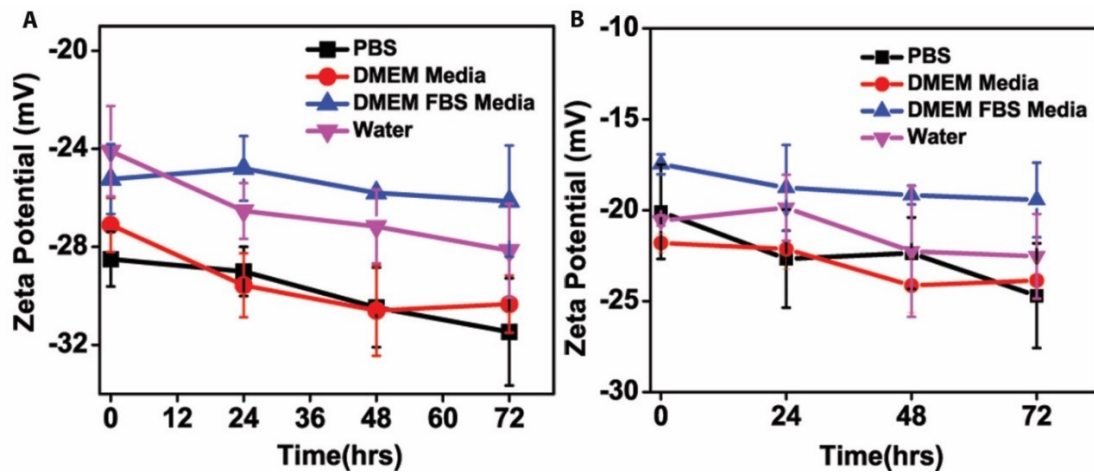 A
Zeta Potential (mV)
-20
-24
-28
-32
PBS
DMEM Media
DMEM FBS Media
Water
0 12 24 36 48 60 72
Time(hrs)
B
Zeta Potential (mV)
-10
-15
-20
-25
-30
PBS
DMEM Media
DMEM FBS Media
Water
0 24 48 72
Time(hrs)